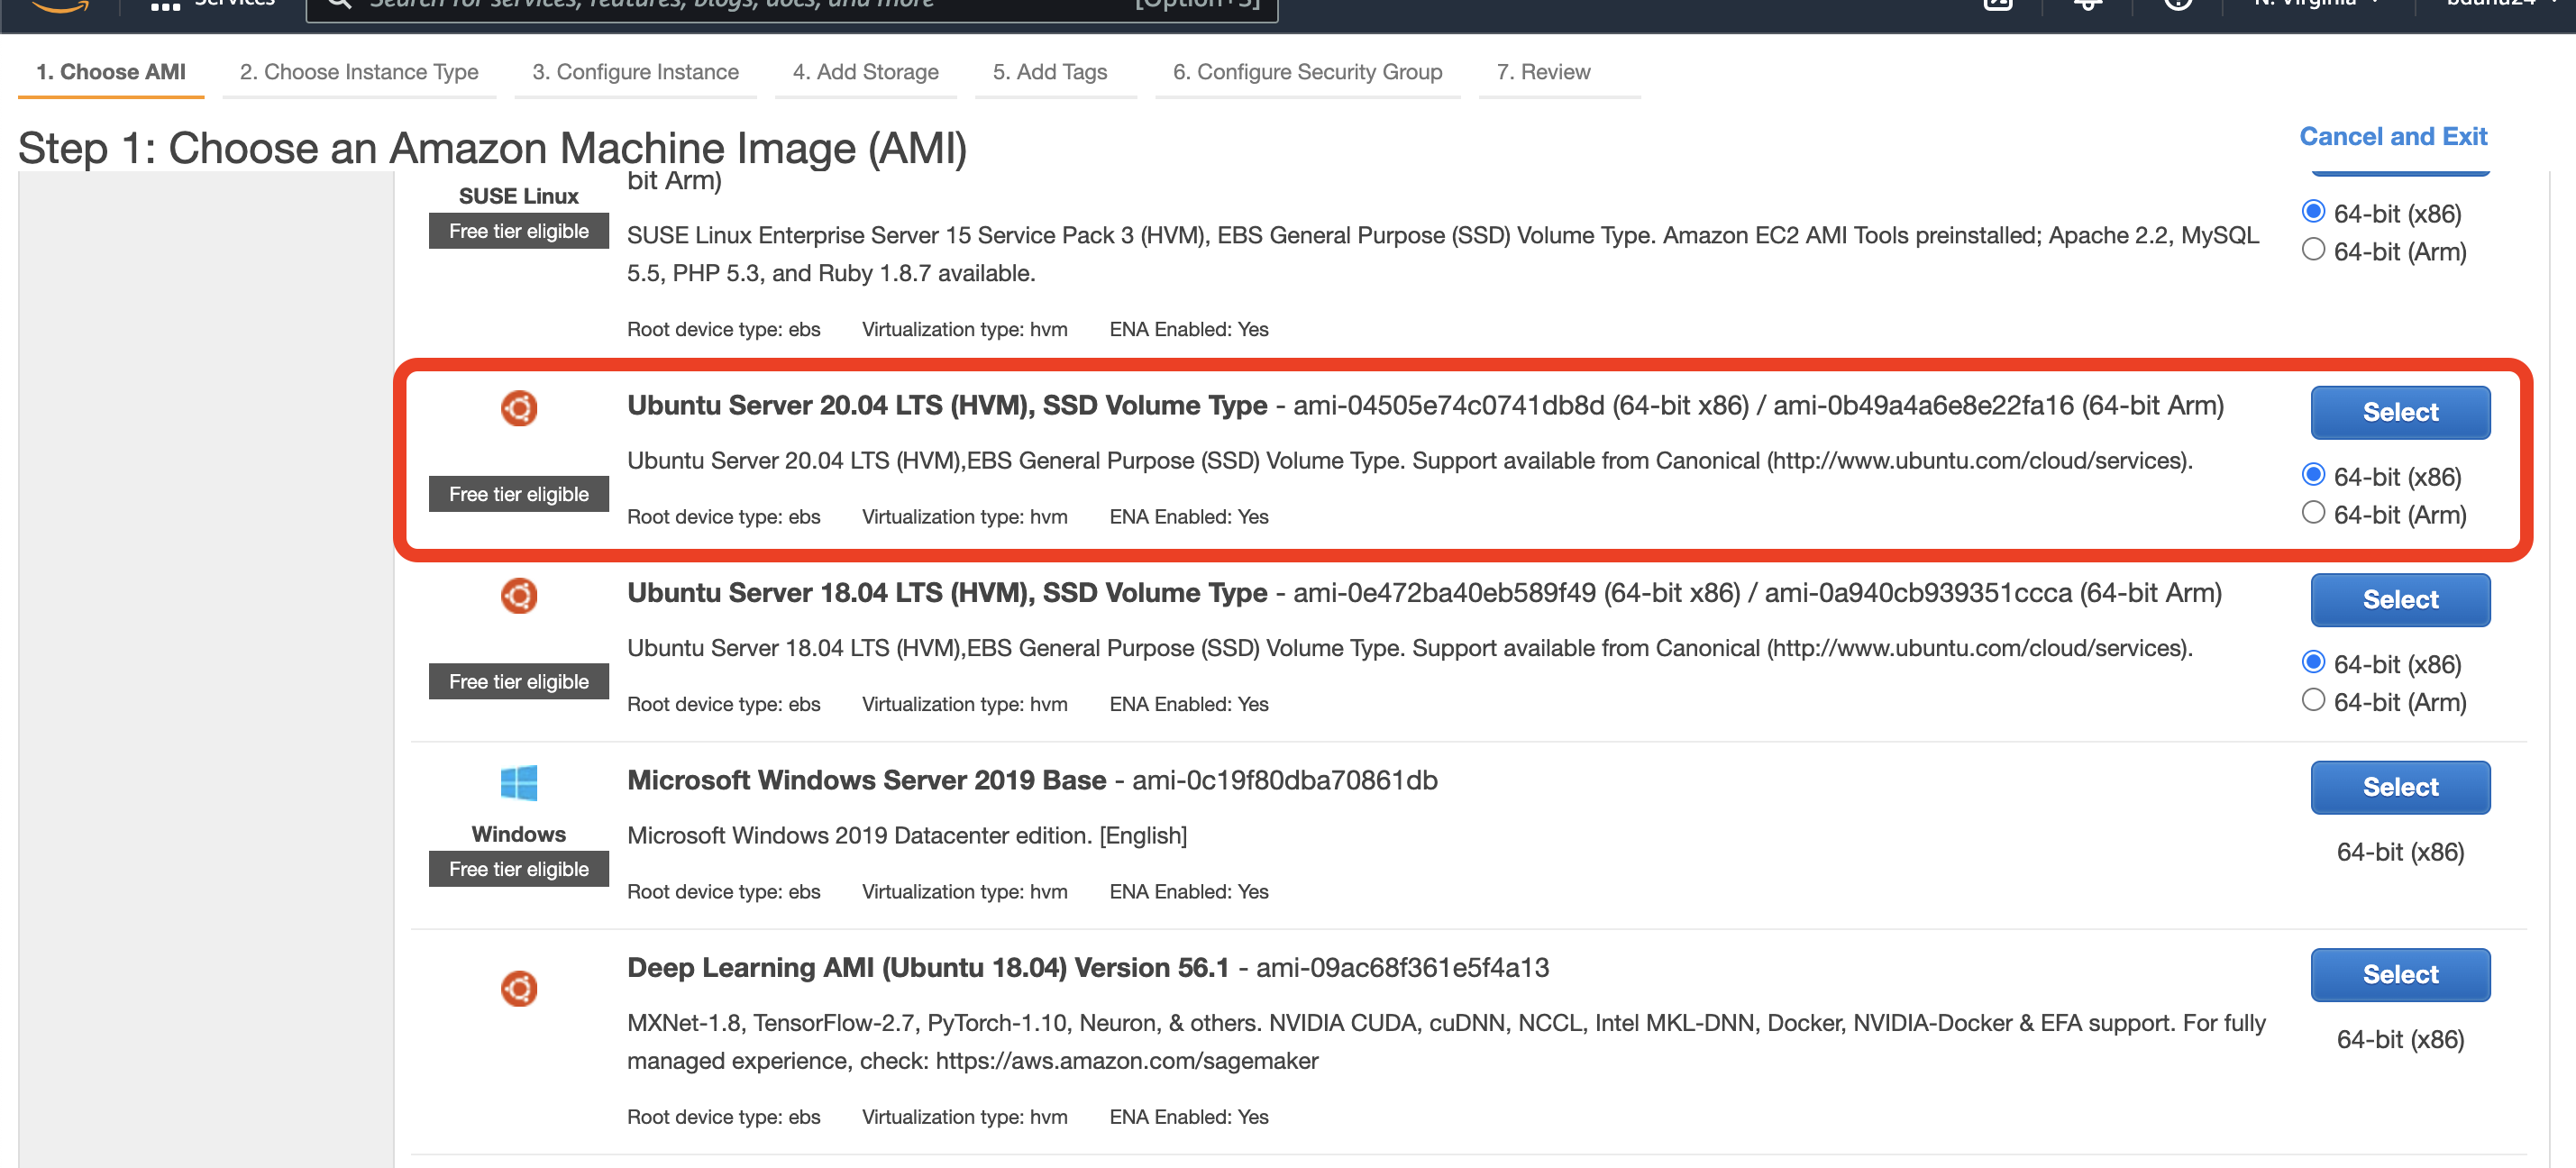 Services
Search for services, features, blogs, docs, and more
[Option+S]
N. Virginia
1. Choose AMI 2. Choose Instance Type 3. Configure Instance 4. Add Storage 5. Add Tags 6. Configure Security Group 7. Review
Step 1: Choose an Amazon Machine Image (AMI)
Cancel and Exit
bit Arm)
SUSE Linux
Free tier eligible
SUSE Linux Enterprise Server 15 Service Pack 3 (HVM), EBS General Purpose (SSD) Volume Type. Amazon EC2 AMI Tools preinstalled; Apache 2.2, MySQL
5.5, PHP 5.3, and Ruby 1.8.7 available.
Root device type: ebs Virtualization type: hvm ENA Enabled: Yes
64-bit (x86)
64-bit (Arm)
Ubuntu Server 20.04 LTS (HVM), SSD Volume Type - ami-04505e74c0741db8d (64-bit x86) / ami-0b49a4a6e8e22fa16 (64-bit Arm)
Free tier eligible
Ubuntu Server 20.04 LTS (HVM),EBS General Purpose (SSD) Volume Type. Support available from Canonical (http://www.ubuntu.com/cloud/services).
Root device type: ebs Virtualization type: hvm ENA Enabled: Yes
Select
64-bit (x86)
64-bit (Arm)
Ubuntu Server 18.04 LTS (HVM), SSD Volume Type - ami-0e472ba40eb589f49 (64-bit x86) / ami-0a940cb939351ccca (64-bit Arm)
Free tier eligible
Ubuntu Server 18.04 LTS (HVM),EBS General Purpose (SSD) Volume Type. Support available from Canonical (http://www.ubuntu.com/cloud/services).
Root device type: ebs Virtualization type: hvm ENA Enabled: Yes
Select
64-bit (x86)
64-bit (Arm)
Microsoft Windows Server 2019 Base - ami-0c19f80dba70861db
Windows
Free tier eligible
Microsoft Windows 2019 Datacenter edition. [English]
Root device type: ebs Virtualization type: hvm ENA Enabled: Yes
Select
64-bit (x86)
Deep Learning AMI (Ubuntu 18.04) Version 56.1 - ami-09ac68f361e5f4a13
MXNet-1.8, TensorFlow-2.7, PyTorch-1.10, Neuron, & others. NVIDIA CUDA, cuDNN, NCCL, Intel MKL-DNN, Docker, NVIDIA-Docker & EFA support. For fully
managed experience, check: https://aws.amazon.com/sagemaker
Root device type: ebs Virtualization type: hvm ENA Enabled: Yes
Select
64-bit (x86)